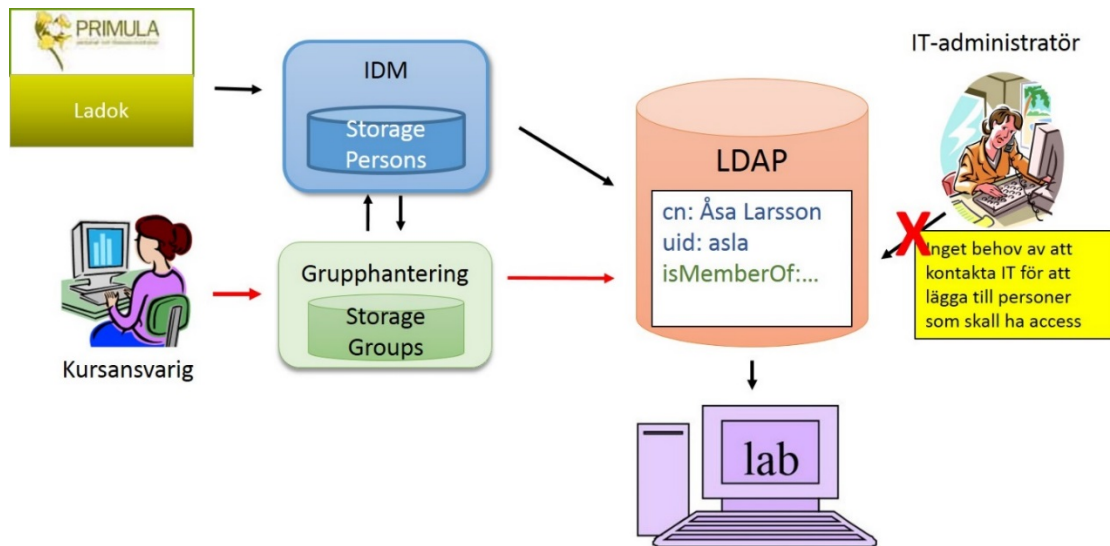 PRIMULA
Ladok
IDM
Storage
Persons
Grupphantering
Storage
Groups
Kursansvarig
LDAP
cn: Åsa Larsson
uid: asla
isMemberOf:...
IT-administratör
X
Inget behov av att
kontakta IT för att
lägga till personer
som skall ha access
lab